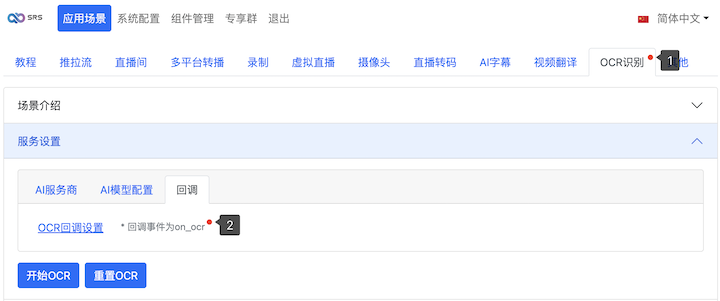 SRS 应用场景 系统配置 组件管理 专享群 退出 简体中文
教程 推拉流 直播间 多平台转播 录制 虚拟直播 摄像头 直播转码 AI字幕 视频翻译 OCR识别 1 他
场景介绍
服务设置
AI服务商 AI模型配置 回调
OCR回调设置 * 回调事件为on_ocr 2
开始OCR 重置OCR